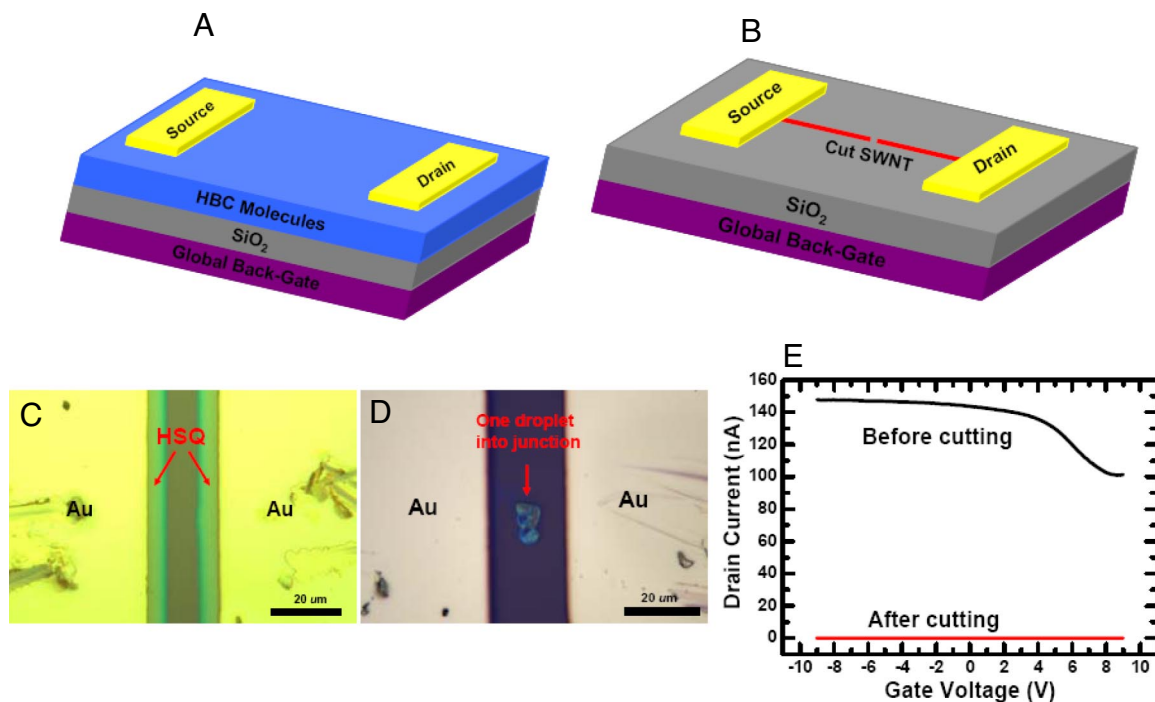 A
Source
Drain
HBC Molecules
SiO₂
Global Back-Gate
B
Source
Cut SWNT
Drain
SiO₂
Global Back-Gate
C
HSQ
Au
Au
20 um
D
One droplet
into junction
Au
Au
20 um
E
160
140
120
100
80
60
40
20
0
Drain Current (nA)
Before cutting
After cutting
-10 -8 -6 -4 -2 0 2 4 6 8 10
Gate Voltage (V)